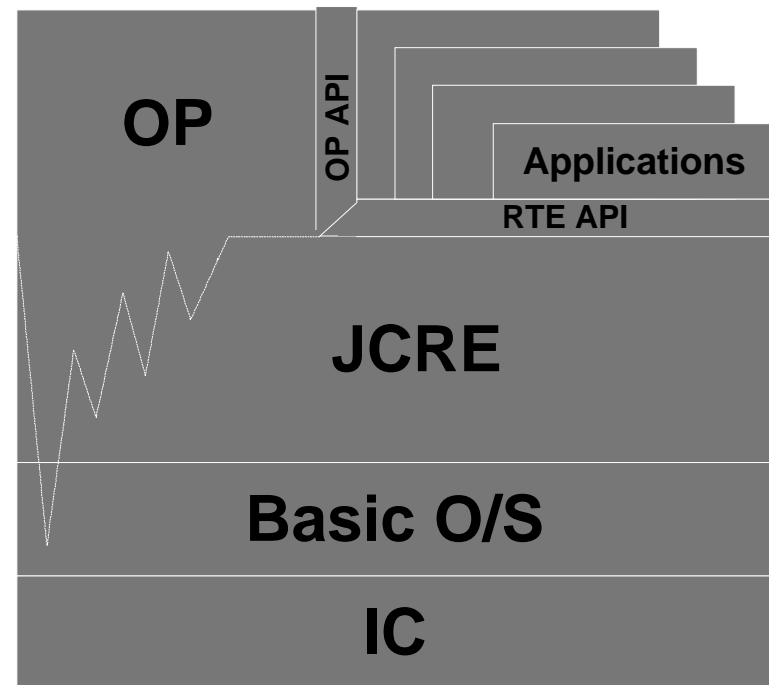 OP
OP API
Applications
RTE API
JCRE
Basic O/S
IC